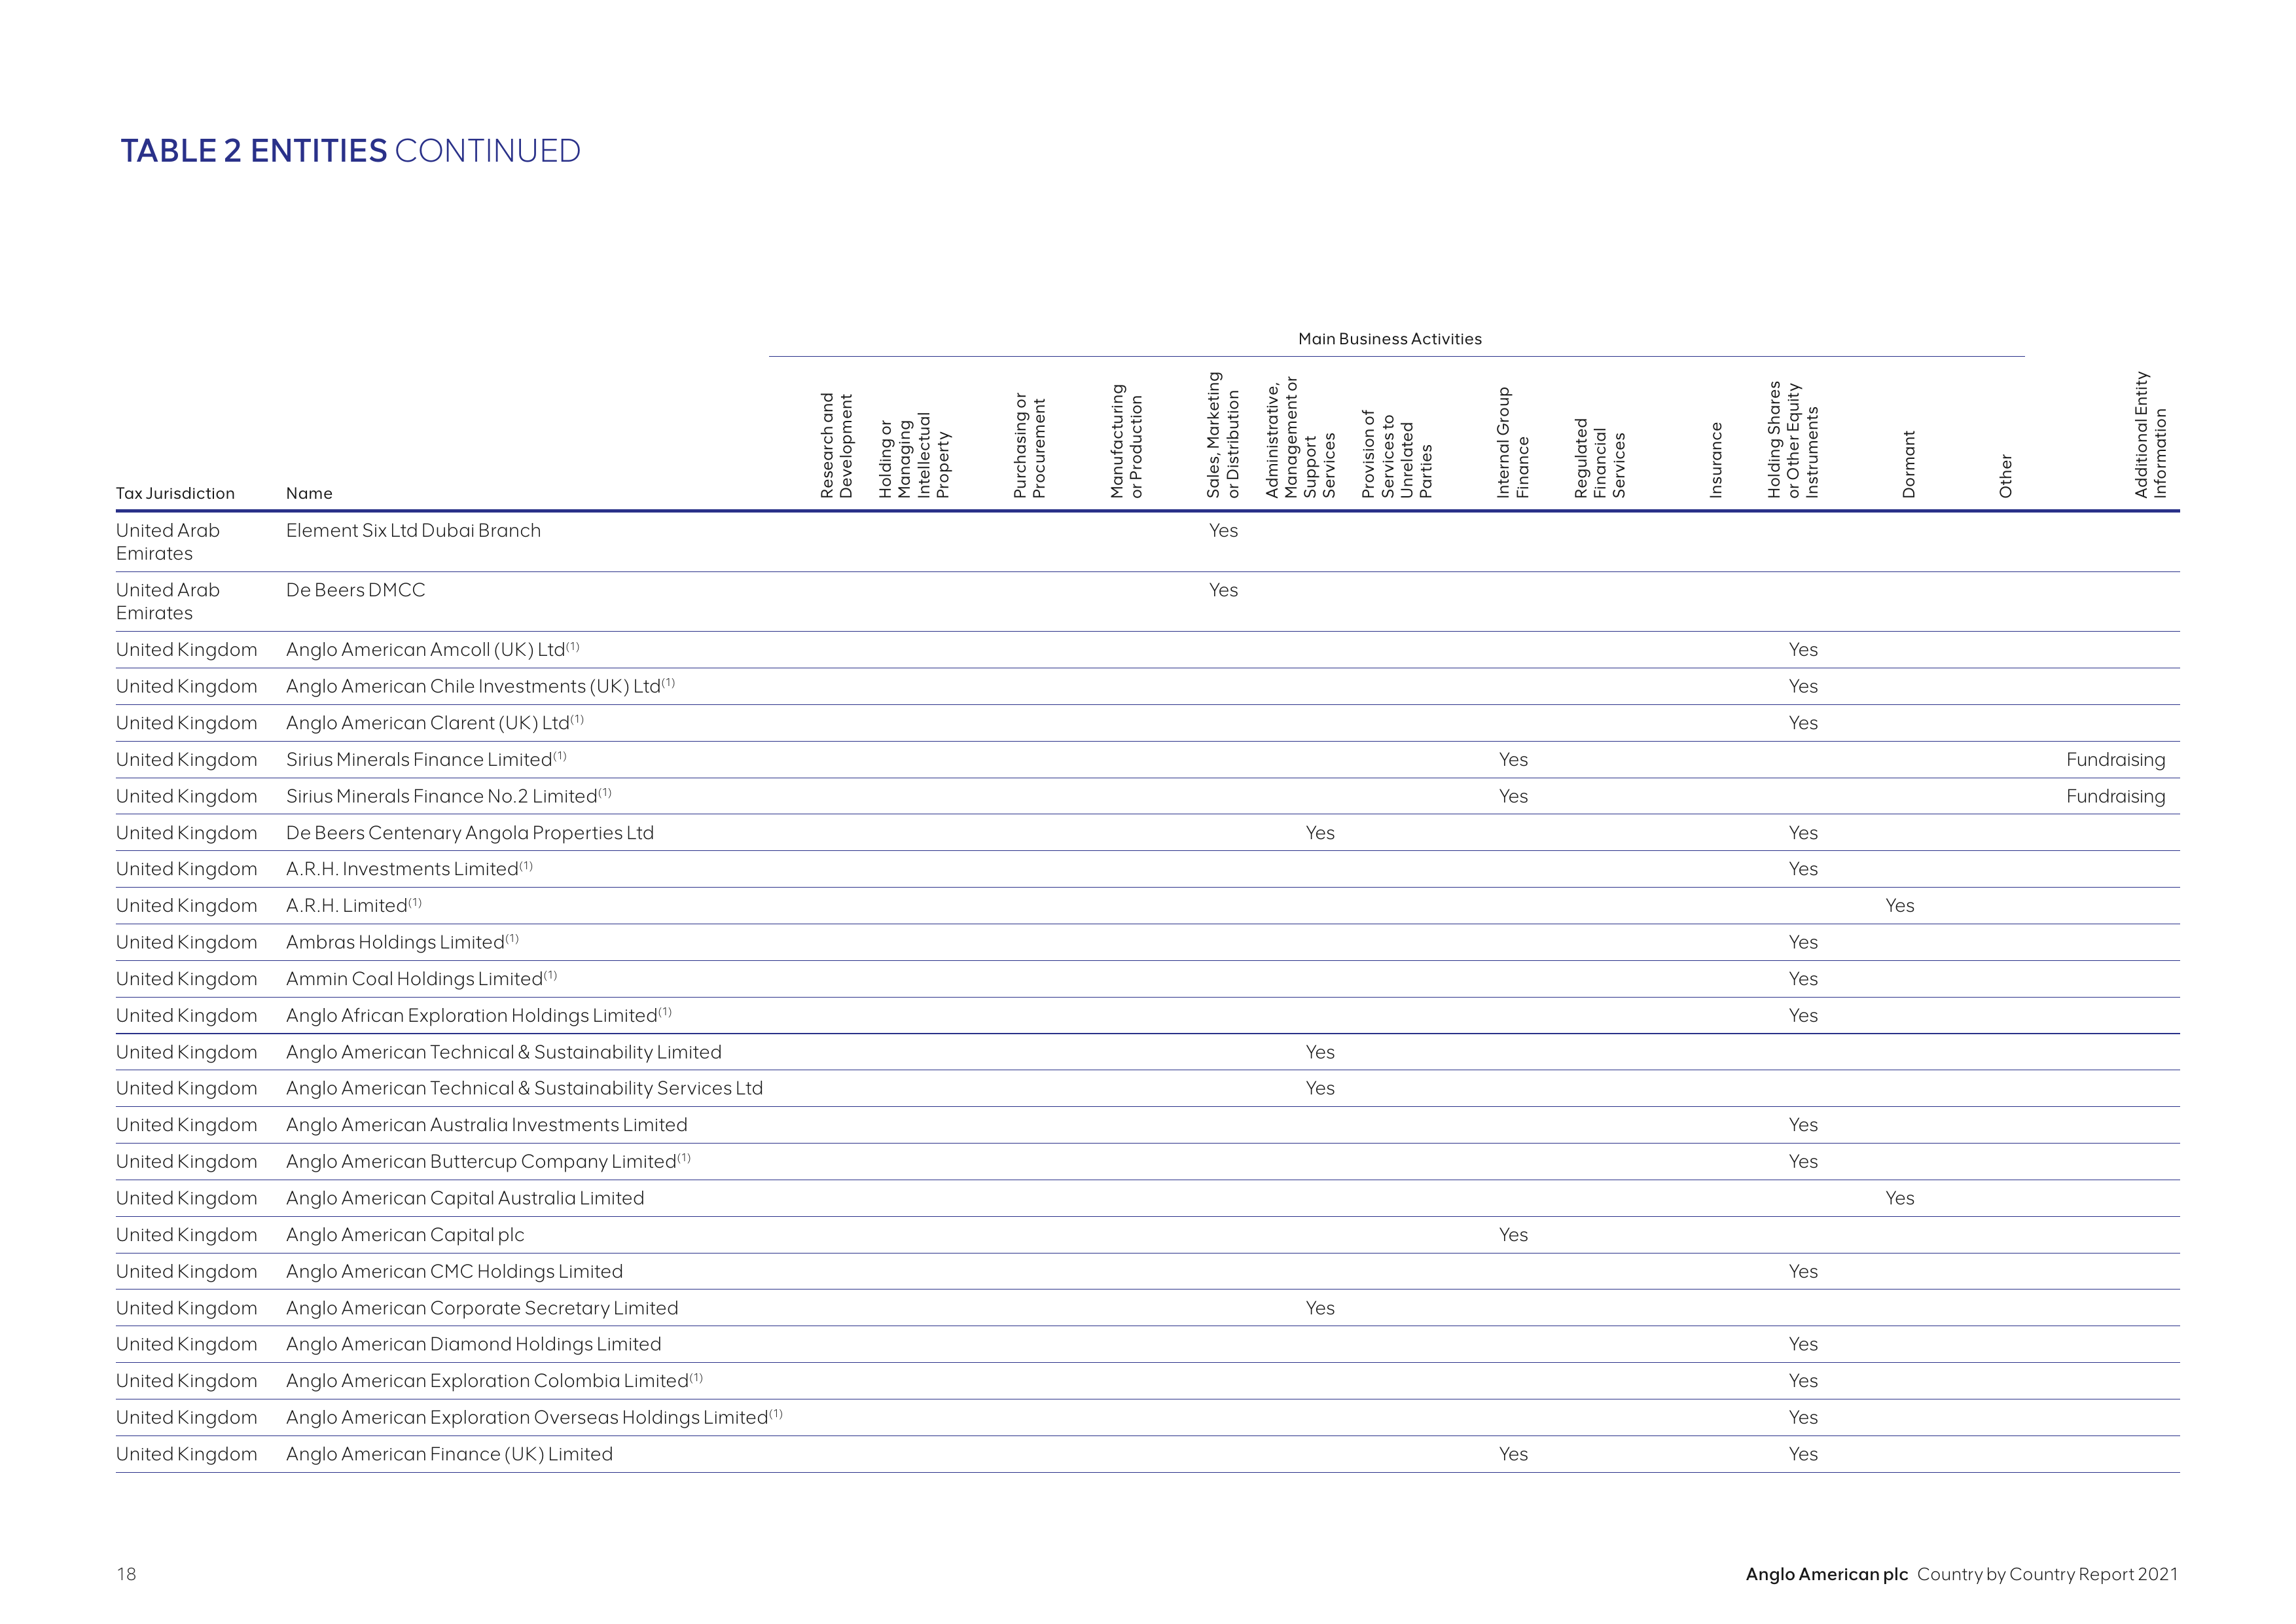 TABLE 2 ENTITIES CONTINUED
Main Business Activities
Tax Jurisdiction Name Research and Development Holding or Managing Intellectual Property Purchasing or Procurement Manufacturing or Production Sales, Marketing or Distribution Administrative, Management or Support Services Provision of Services to Unrelated Parties Internal Group Finance Regulated Financial Services Insurance Holding Shares or Other Equity Instruments Dormant Other Additional Entity Information
United Arab Emirates Element Six Ltd Dubai Branch Yes
United Arab Emirates De Beers DMCC Yes
United Kingdom Anglo American Amcoll (UK) Ltd(1) Yes
United Kingdom Anglo American Chile Investments (UK) Ltd(1) Yes
United Kingdom Anglo American Clarent (UK) Ltd(1) Yes
United Kingdom Sirius Minerals Finance Limited(1) Yes Fundraising
United Kingdom Sirius Minerals Finance No.2 Limited(1) Yes Fundraising
United Kingdom De Beers Centenary Angola Properties Ltd Yes Yes
United Kingdom A.R.H. Investments Limited(1) Yes
United Kingdom A.R.H. Limited(1) Yes
United Kingdom Ambras Holdings Limited(1) Yes
United Kingdom Ammin Coal Holdings Limited(1) Yes
United Kingdom Anglo African Exploration Holdings Limited(1) Yes
United Kingdom Anglo American Technical & Sustainability Limited Yes
United Kingdom Anglo American Technical & Sustainability Services Ltd Yes
United Kingdom Anglo American Australia Investments Limited Yes
United Kingdom Anglo American Buttercup Company Limited(1) Yes
United Kingdom Anglo American Capital Australia Limited Yes
United Kingdom Anglo American Capital plc Yes
United Kingdom Anglo American CMC Holdings Limited Yes
United Kingdom Anglo American Corporate Secretary Limited Yes
United Kingdom Anglo American Diamond Holdings Limited Yes
United Kingdom Anglo American Exploration Colombia Limited(1) Yes
United Kingdom Anglo American Exploration Overseas Holdings Limited(1) Yes
United Kingdom Anglo American Finance (UK) Limited Yes Yes
18 Anglo American plc Country by Country Report 2021